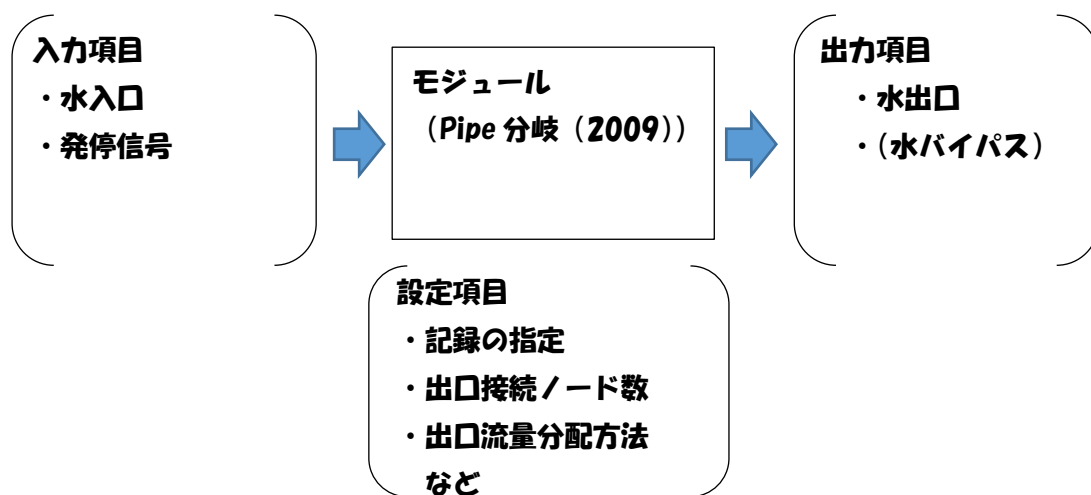 入力項目
・水入口
・発停信号
モジュール
（Pipe 分岐（2009））
出力項目
・水出口
・（水バイパス）
設定項目
・記録の指定
・出口接続ノード数
・出口流量分配方法
など